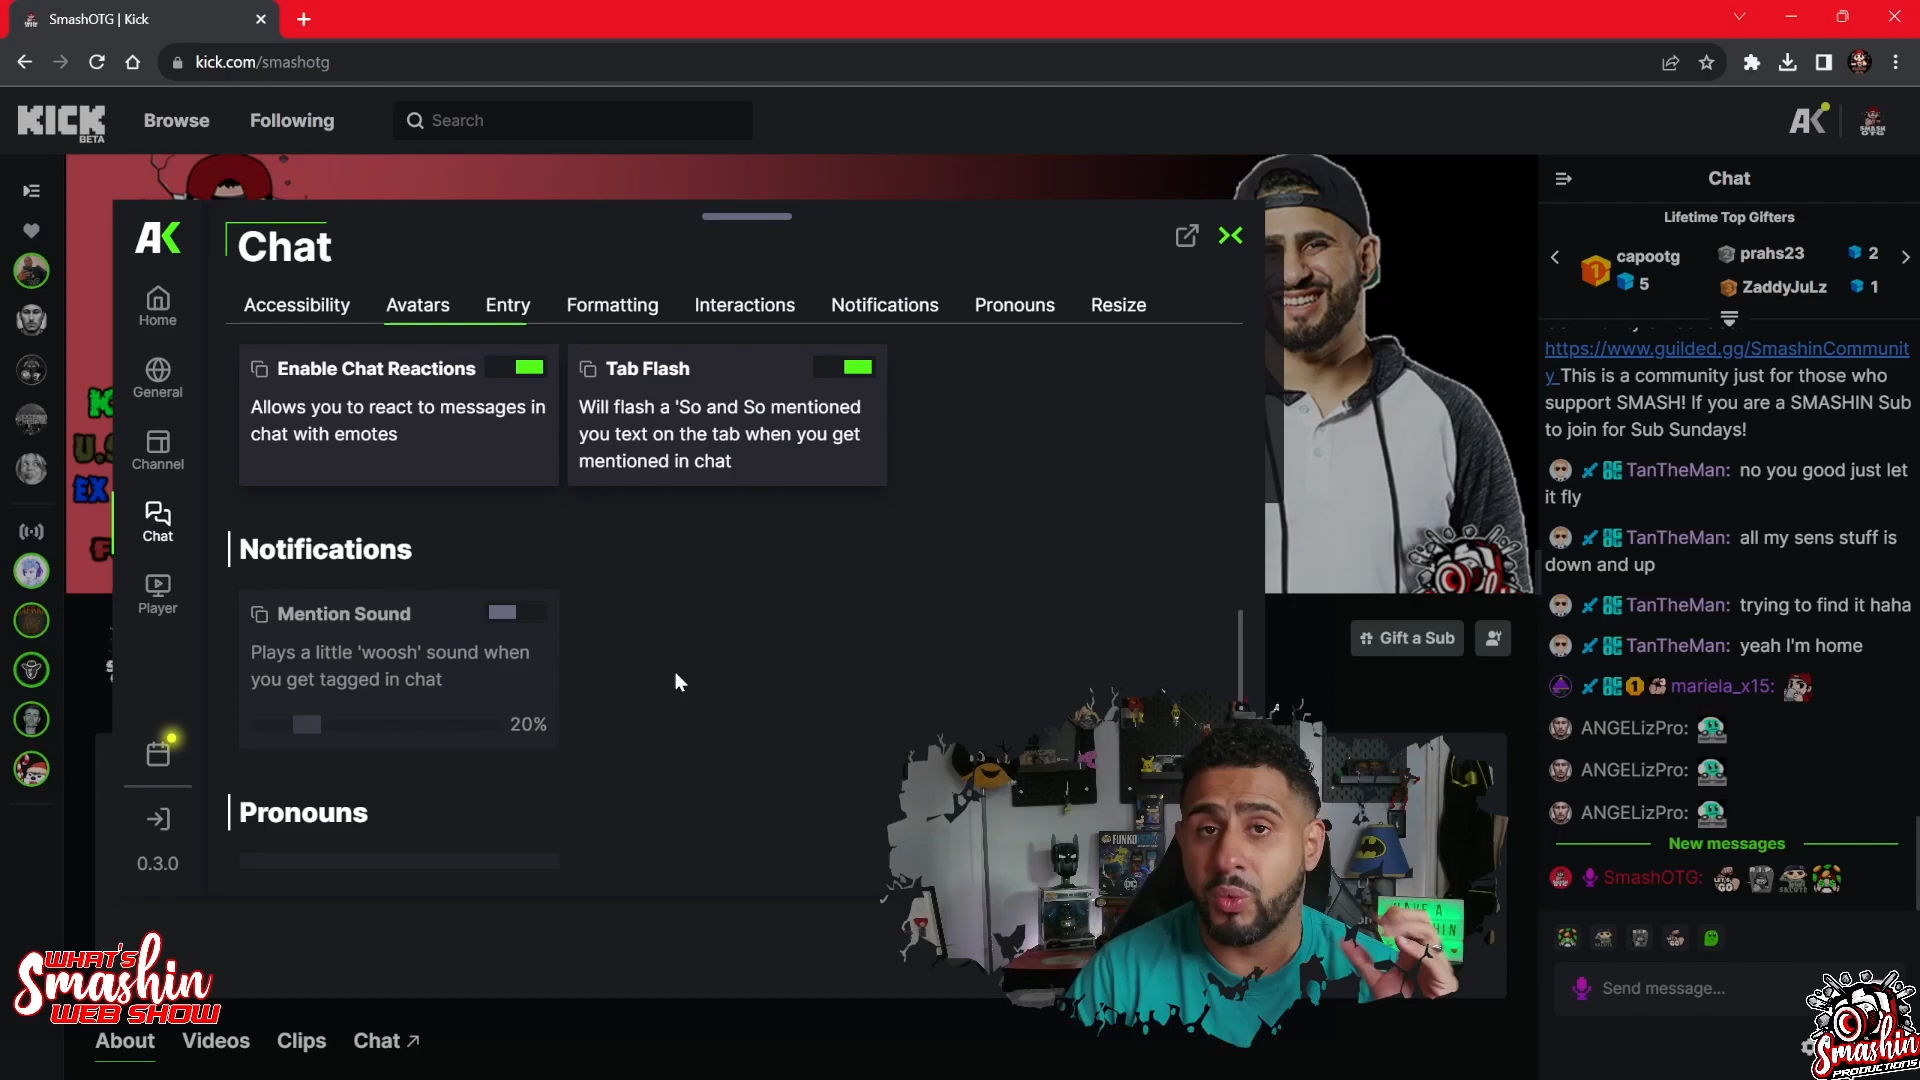 SmashOTG | Kick
kick.com/smashotg
KICK
BETA
Browse
Following
Search
AK
Chat
Lifetime Top Gifters
capootg
5
prahs23
2
ZaddyJuLz
1
https://www.guilded.gg/SmashinCommunit
y This is a community just for those who
support SMASH! If you are a SMASHIN Sub
to join for Sub Sundays!
TanTheMan: no you good just let
it fly
TanTheMan: all my sens stuff is
down and up
TanTheMan: trying to find it haha
TanTheMan: yeah I'm home
mariela_x15:
ANGELizPro:
ANGELizPro:
ANGELizPro:
New messages
SmashOTG:
Send message...
AK
Home
General
Channel
Chat
Player
0.3.0
Chat
Accessibility
Avatars
Entry
Formatting
Interactions
Notifications
Pronouns
Resize
Enable Chat Reactions
Allows you to react to messages in
chat with emotes
Tab Flash
Will flash a 'So and So mentioned
you text on the tab when you get
mentioned in chat
Notifications
Mention Sound
Plays a little 'woosh' sound when
you get tagged in chat
20%
Pronouns
Gift a Sub
WHAT'S
Smashin
WEB SHOW
About
Videos
Clips
Chat
Smashin
PRODUCTIONS